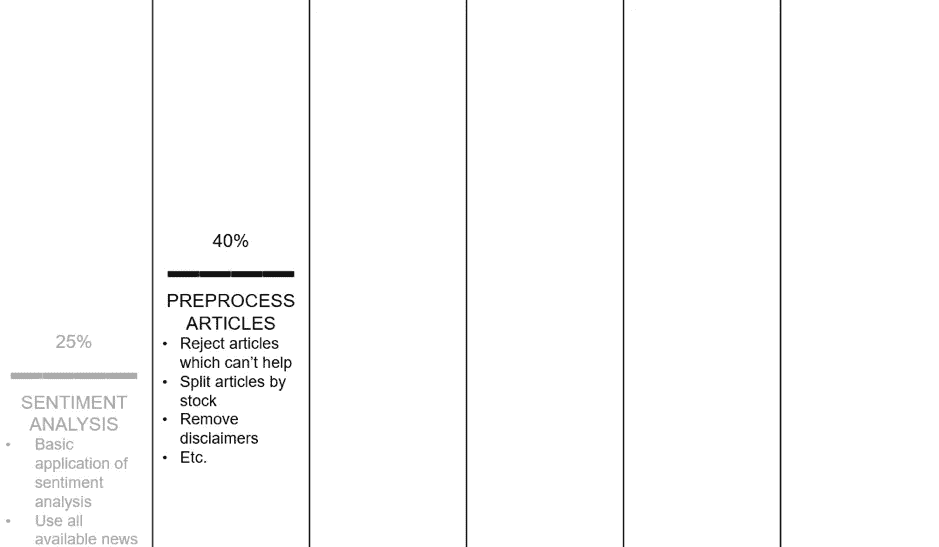 25%
SENTIMENT
ANALYSIS
• Basic
application of
sentiment
analysis
• Use all
available news
40%
PREPROCESS
ARTICLES
• Reject articles
which can't help
• Split articles by
stock
• Remove
disclaimers
• Etc.